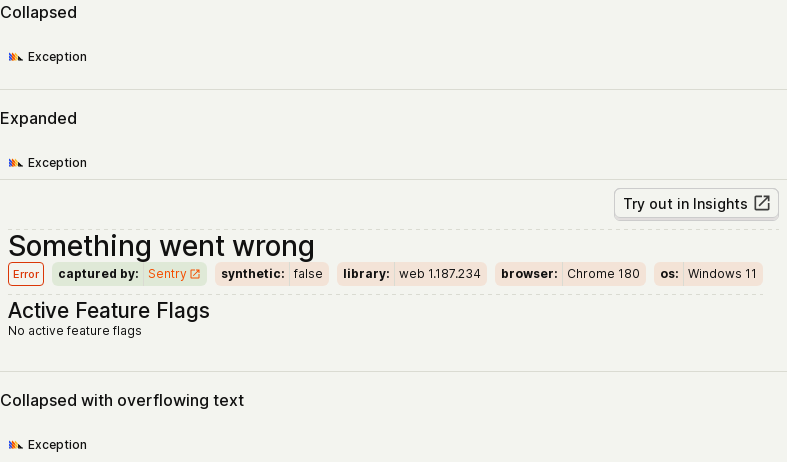 Collapsed
Exception
Expanded
Exception
Try out in Insights
Something went wrong
Error captured by: Sentry synthetic: false library: web 1.187.234 browser: Chrome 180 os: Windows 11
Active Feature Flags
No active feature flags
Collapsed with overflowing text
Exception